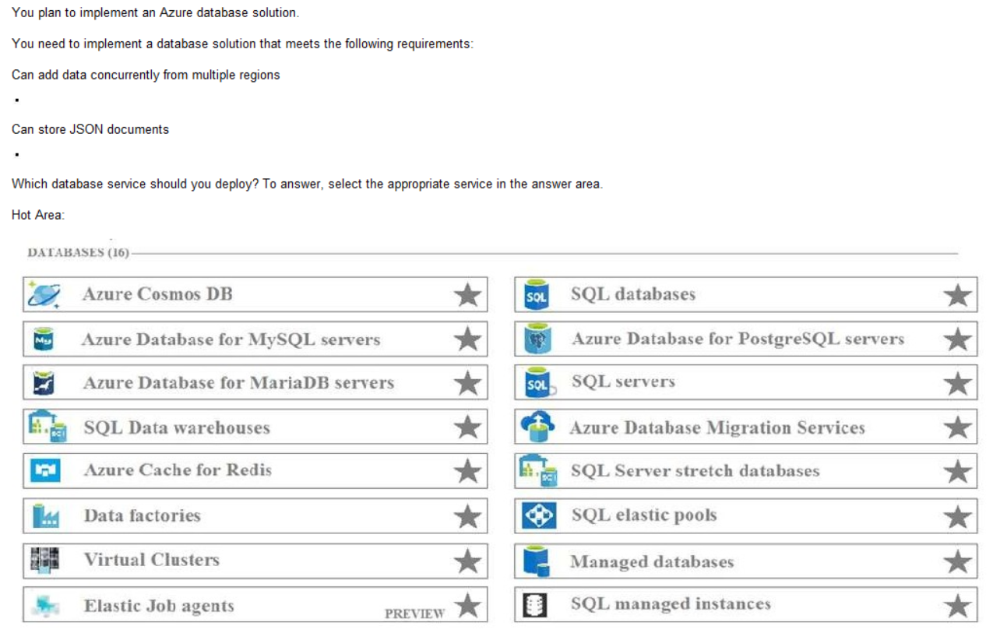 You plan to implement an Azure database solution.
You need to implement a database solution that meets the following requirements:
Can add data concurrently from multiple regions
▪
Can store JSON documents
▪
Which database service should you deploy? To answer, select the appropriate service in the answer area.
Hot Area:
DATABASES (16)
Azure Cosmos DB
SQL SQL databases
My Azure Database for MySQL servers
Azure Database for PostgreSQL servers
Azure Database for MariaDB servers
SQL SQL servers
SQL Data warehouses
Azure Database Migration Services
Azure Cache for Redis
SQL Server stretch databases
Data factories
SQL elastic pools
Virtual Clusters
Managed databases
Elastic Job agents PREVIEW
SQL managed instances